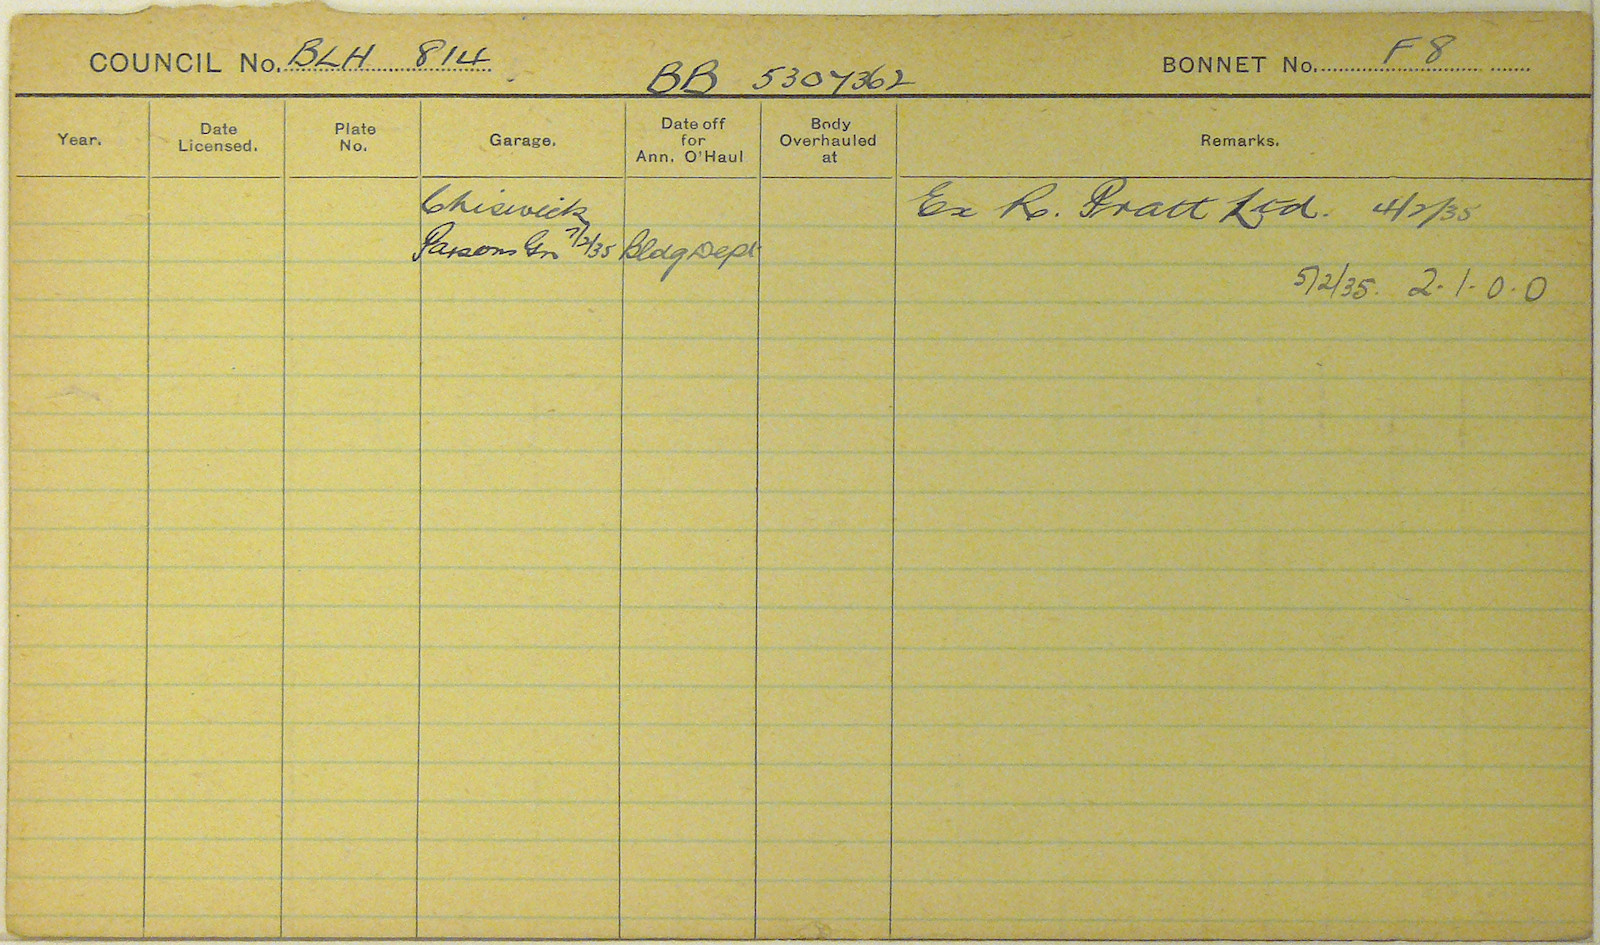 COUNCIL No. BLH 814
BB 5307362
BONNET No. F 8
Year.
Date Licensed.
Plate No.
Garage.
Date off for Ann. O'Haul
Body Overhauled at
Remarks.
Chiswick
Ex R. Pratt Ltd. 4/2/35
Parsons Gn 7/2/35 Bldg Dept
5/2/35. 2-1-0-0